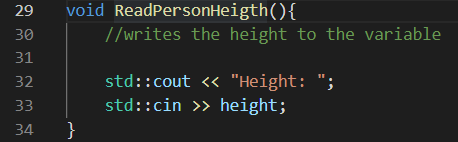 29 void ReadPersonHeigth(){
30 //writes the height to the variable
31
32 std::cout << "Height: ";
33 std::cin >> height;
34 }